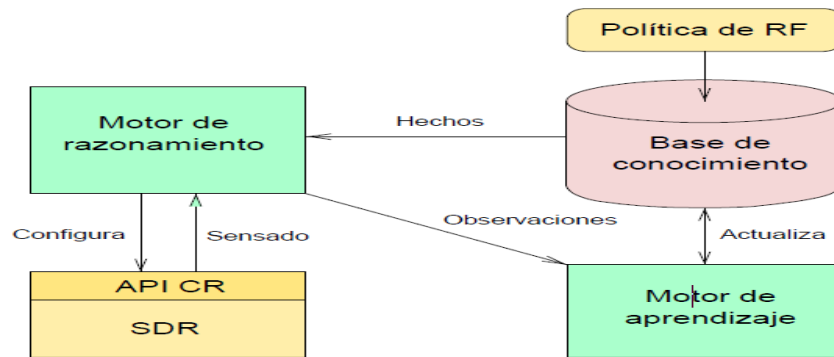 Política de RF
Motor de
razonamiento
Hechos
Base de
conocimiento
Configura
Sensado
Observaciones
Actualiza
API CR
SDR
Motor de
aprendizaje